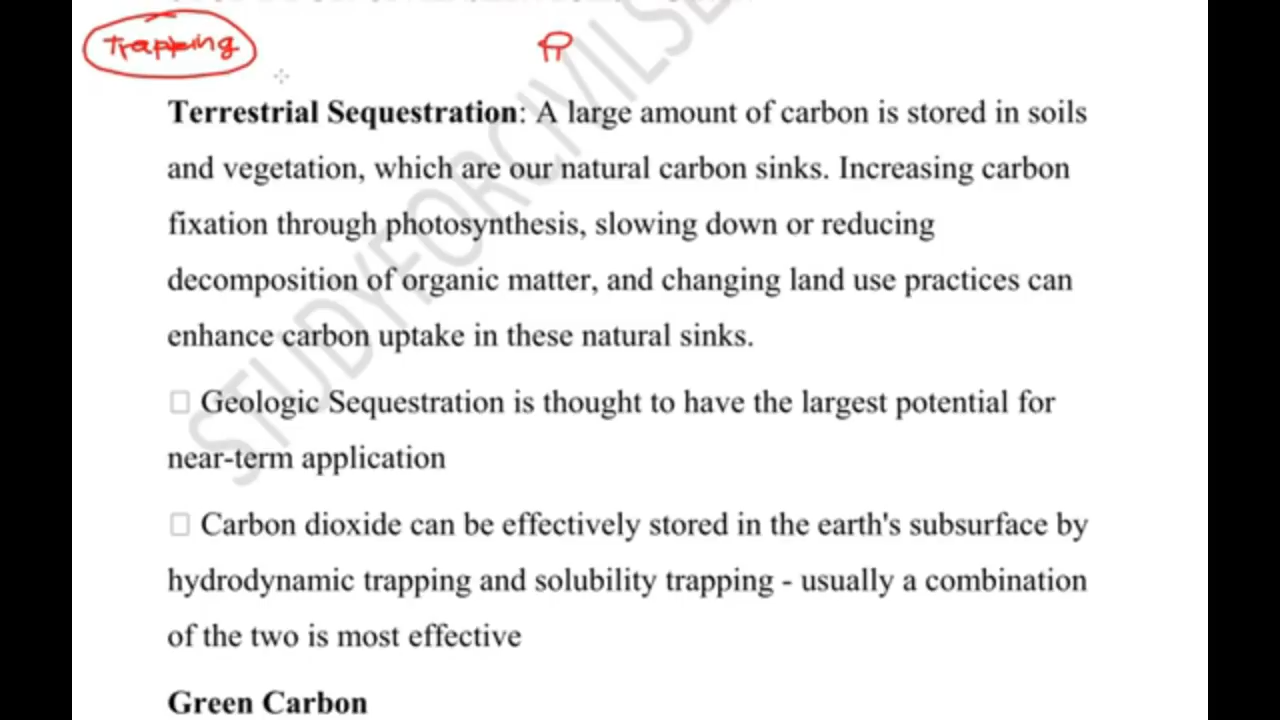 Trapping
Terrestrial Sequestration: A large amount of carbon is stored in soils
and vegetation, which are our natural carbon sinks. Increasing carbon
fixation through photosynthesis, slowing down or reducing
decomposition of organic matter, and changing land use practices can
enhance carbon uptake in these natural sinks.
Geologic Sequestration is thought to have the largest potential for
near-term application
Carbon dioxide can be effectively stored in the earth's subsurface by
hydrodynamic trapping and solubility trapping - usually a combination
of the two is most effective
Green Carbon
STUDYFORCIVILSE